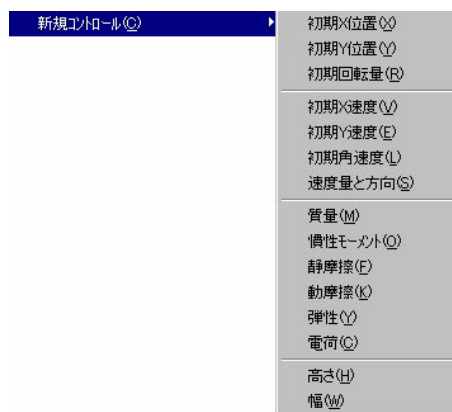 新規コントロール(C)
初期X位置(X)
初期Y位置(Y)
初期回転量(R)
初期X速度(V)
初期Y速度(E)
初期角速度(L)
速度量と方向(S)
質量(M)
慣性モーメント(O)
静摩擦(F)
動摩擦(K)
弾性(Y)
電荷(C)
高さ(H)
幅(W)